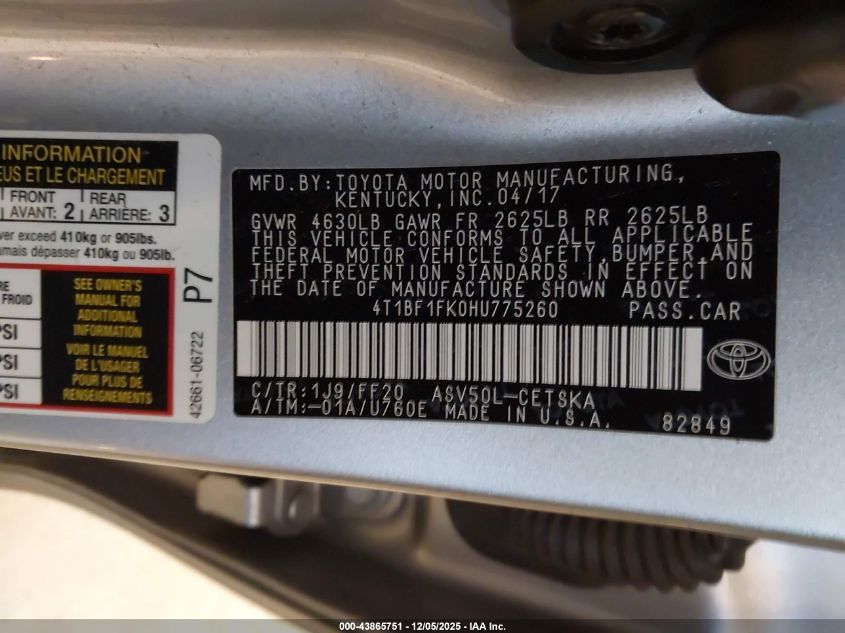 INFORMATION
EUS ET LE CHARGEMENT
FRONT
AVANT: 2
REAR
ARRIÈRE: 3
ver exceed 410kg or 905lbs.
amais dépasser 410kg ou 905lb.
RE
FROID
PSI
PSI
PSI
SEE OWNER'S
MANUAL FOR
ADDITIONAL
INFORMATION
VOIR LE MANUEL
DE L'USAGER
POUR PLUS DE
RENSEIGNEMENTS
P7
42661-06722
MFD.BY:TOYOTA MOTOR MANUFACTURING,
KENTUCKY,INC.04/17
GVWR 4630LB GAWR FR 2625LB RR 2625LB
THIS VEHICLE CONFORMS TO ALL APPLICABLE
FEDERAL MOTOR VEHICLE SAFETY,BUMPER,AND
THEFT PREVENTION STANDARDS IN EFFECT ON
THE DATE OF MANUFACTURE SHOWN ABOVE.
4T1BF1FK0HU775260 PASS.CAR
C/TR:1J9/FF20 ASV50L-CETSKA
A/TM:-01A/U760E MADE IN U.S.A.
82849
000-43865751 - 12/05/2025 - IAA Inc.